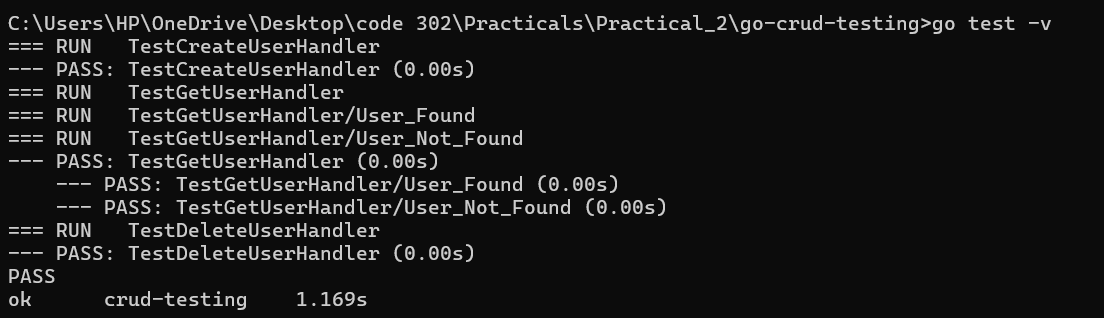 C:\Users\HP\OneDrive\Desktop\code 302\Practicals\Practical_2\go-crud-testing>go test -v
=== RUN   TestCreateUserHandler
--- PASS: TestCreateUserHandler (0.00s)
=== RUN   TestGetUserHandler
=== RUN   TestGetUserHandler/User_Found
=== RUN   TestGetUserHandler/User_Not_Found
--- PASS: TestGetUserHandler (0.00s)
    --- PASS: TestGetUserHandler/User_Found (0.00s)
    --- PASS: TestGetUserHandler/User_Not_Found (0.00s)
=== RUN   TestDeleteUserHandler
--- PASS: TestDeleteUserHandler (0.00s)
PASS
ok      crud-testing    1.169s